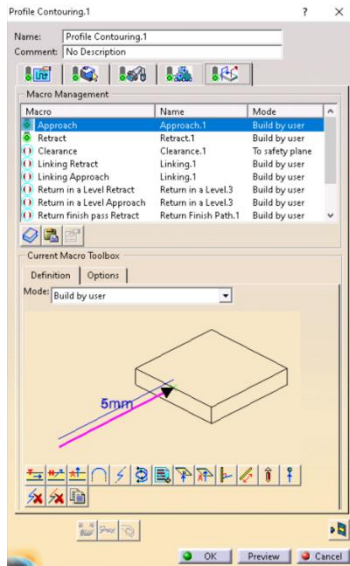 Profile Contouring.1 ? ×
Name: Profile Contouring.1
Comment: No Description
Macro Management
Macro Name Mode
Approach Approach.1 Build by user
Retract Retract.1 Build by user
Clearance Clearance.1 To safety plane
Linking Retract Linking.1 Build by user
Linking Approach Linking.1 Build by user
Return in a Level Retract Return in a Level.3 Build by user
Return in a Level Approach Return in a Level.3 Build by user
Return finish pass Retract Return Finish Path.1 Build by user
Current Macro Toolbox
Definition Options
Mode: Build by user
5mm
OK Preview Cancel